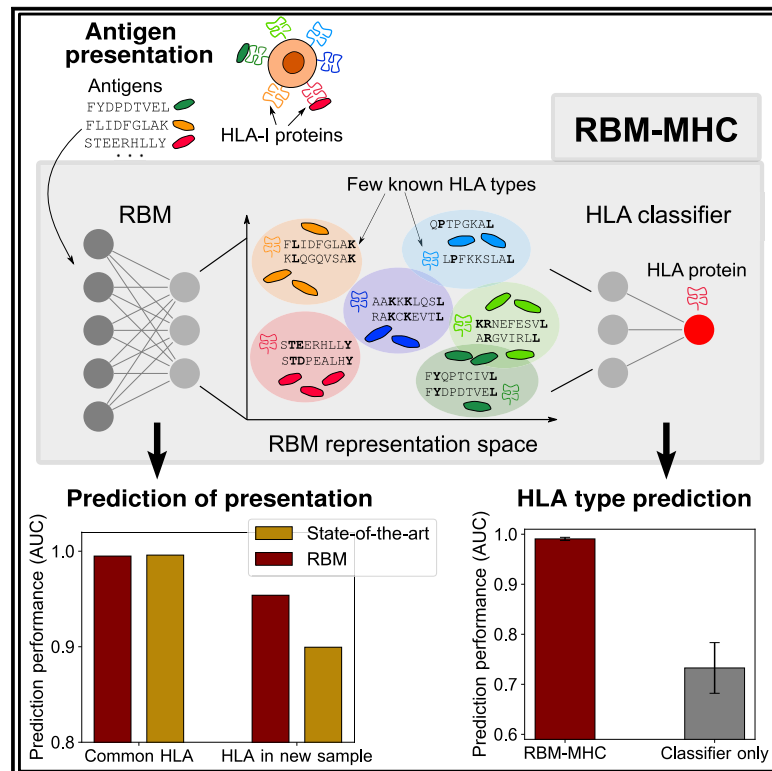 Antigen
presentation
Antigens
FYDPDTVEL
FLIDFGLAK
STEERHLLY
...
HLA-I proteins
RBM-MHC
RBM
Few known HLA types
HLA classifier
HLA protein
FLIDFGLAK
KLQGQVSAK
QPTPGKAL
LPFKKSLAL
AAKKKLQSL
RAKCKEVTL
KRNEFESVL
ARGVIRLL
STEERHLLY
STDPEALHY
FYQPTCIVL
FYDPDTVEL
RBM representation space
Prediction of presentation
Prediction performance (AUC)
1.0
0.9
0.8
State-of-the-art
RBM
Common HLA
HLA in new sample
HLA type prediction
Prediction performance (AUC)
1.0
0.9
0.8
0.7
0.6
RBM-MHC
Classifier only